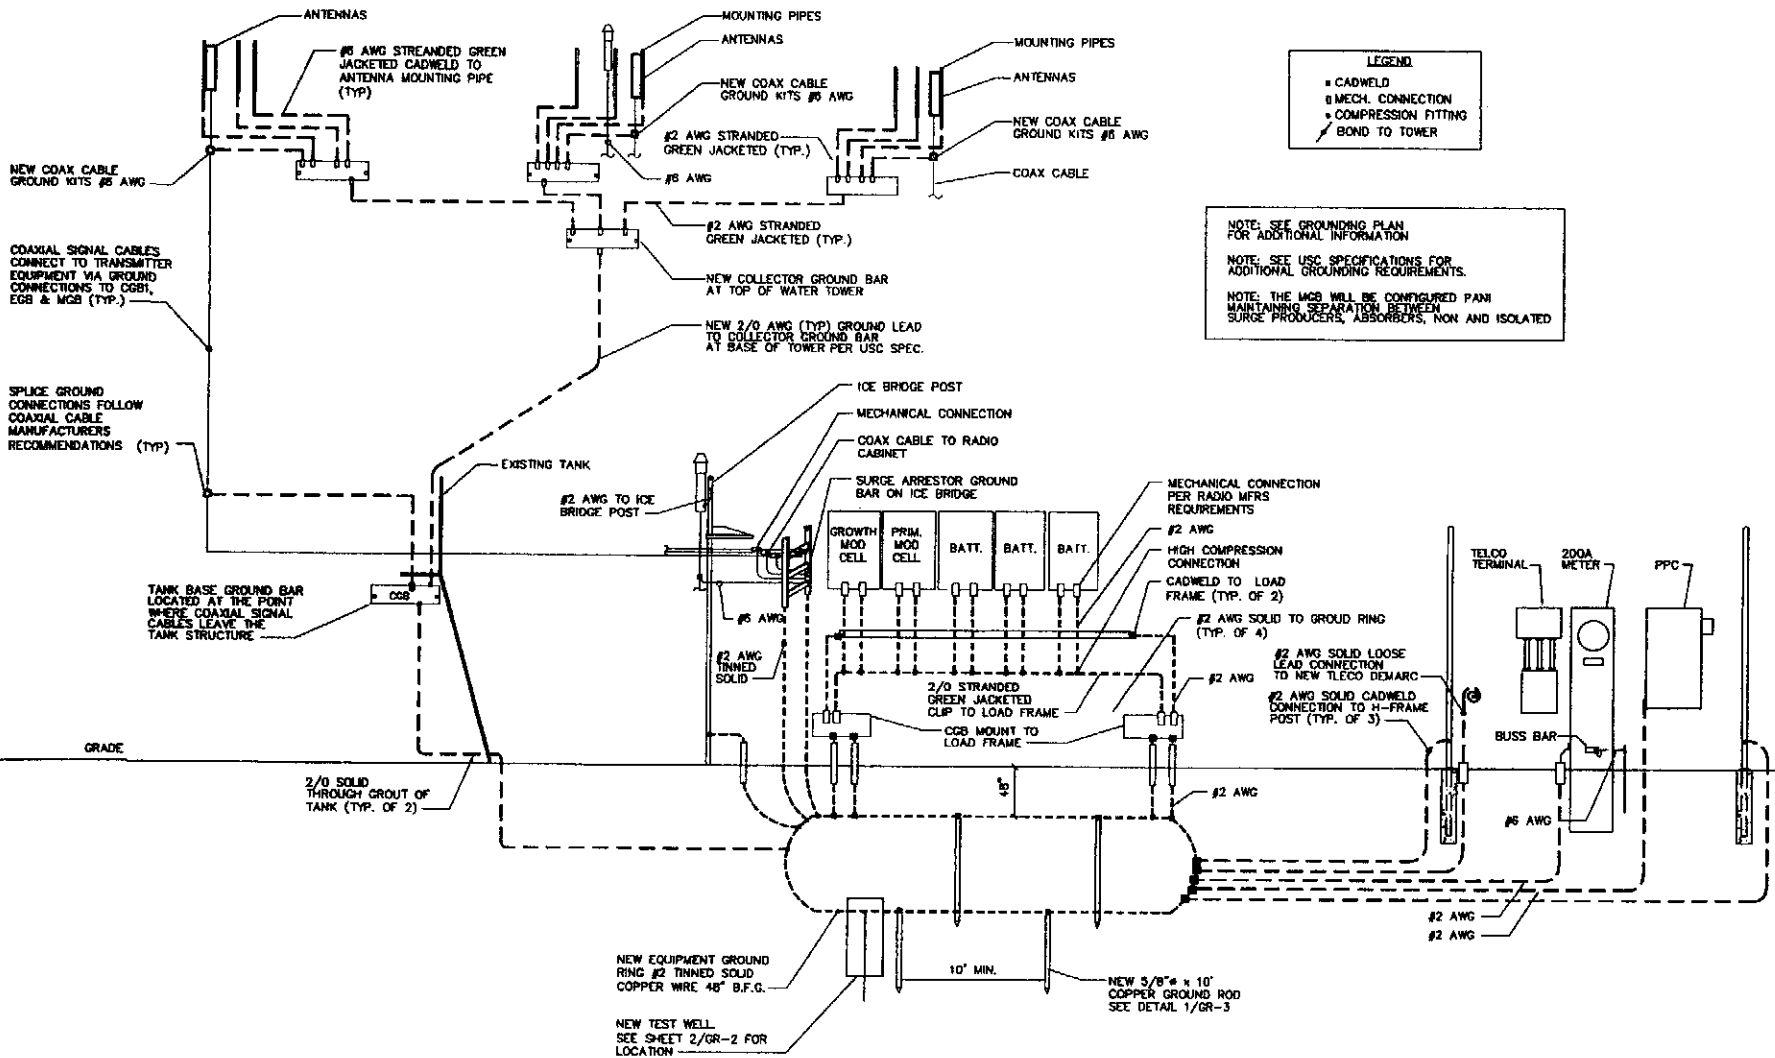 ANTENNAS
#6 AWG STREANDED GREEN
JACKETED CADWELD TO
ANTENNA MOUNTING PIPE
(TYP)
MOUNTING PIPES
ANTENNAS
NEW COAX CABLE
GROUND KITS #6 AWG
#2 AWG STRANDED
GREEN JACKETED (TYP.)
#6 AWG
MOUNTING PIPES
ANTENNAS
NEW COAX CABLE
GROUND KITS #6 AWG
COAX CABLE
LEGEND
CADWELD
MECH. CONNECTION
COMPRESSION FITTING
BOND TO TOWER
NEW COAX CABLE
GROUND KITS #6 AWG
#2 AWG STRANDED
GREEN JACKETED (TYP.)
NOTE: SEE GROUNDING PLAN
FOR ADDITIONAL INFORMATION
NOTE: SEE USC SPECIFICATIONS FOR
ADDITIONAL GROUNDING REQUIREMENTS.
NOTE: THE MGB WILL BE CONFIGURED PANI
MAINTAINING SEPARATION BETWEEN
SURGE PRODUCERS, ABSORBERS, NON AND ISOLATED
COAXIAL SIGNAL CABLES
CONNECT TO TRANSMITTER
EQUIPMENT VIA GROUND
CONNECTIONS TO CGB1,
EGB & MGB (TYP.)
NEW COLLECTOR GROUND BAR
AT TOP OF WATER TOWER
NEW 2/0 AWG (TYP) GROUND LEAD
TO COLLECTOR GROUND BAR
AT BASE OF TOWER PER USC SPEC.
SPLICE GROUND
CONNECTIONS FOLLOW
COAXIAL CABLE
MANUFACTURERS
RECOMMENDATIONS (TYP)
EXISTING TANK
ICE BRIDGE POST
MECHANICAL CONNECTION
COAX CABLE TO RADIO
CABINET
SURGE ARRESTOR GROUND
BAR ON ICE BRIDGE
#2 AWG TO ICE
BRIDGE POST
MECHANICAL CONNECTION
PER RADIO MFRS
REQUIREMENTS
#2 AWG
HIGH COMPRESSION
CONNECTION
CADWELD TO LOAD
FRAME (TYP. OF 2)
#2 AWG SOLID TO GROUD RING
(TYP. OF 4)
GROWTH
MOD
CELL
PRIM.
MOD
CELL
BATT.
BATT.
BATT.
TELCO
TERMINAL
200A
METER
PPC
TANK BASE GROUND BAR
LOCATED AT THE POINT
WHERE COAXIAL SIGNAL
CABLES LEAVE THE
TANK STRUCTURE
CGB
#6 AWG
#2 AWG
TINNED
SOLID
2/0 STRANDED
GREEN JACKETED
CLIP TO LOAD FRAME
#2 AWG
#2 AWG SOLID LOOSE
LEAD CONNECTION
TO NEW TLECO DEMARC
#2 AWG SOLID CADWELD
CONNECTION TO H-FRAME
POST (TYP. OF 3)
CGB MOUNT TO
LOAD FRAME
BUSS BAR
GRADE
2/0 SOLID
THROUGH GROUT OF
TANK (TYP. OF 2)
48"
#2 AWG
#6 AWG
#2 AWG
#2 AWG
NEW EQUIPMENT GROUND
RING #2 TINNED SOLID
COPPER WIRE 48" B.F.G.
10' MIN.
NEW 5/8"ø x 10'
COPPER GROUND ROD
SEE DETAIL 1/GR-3
NEW TEST WELL
SEE SHEET 2/GR-2 FOR
LOCATION